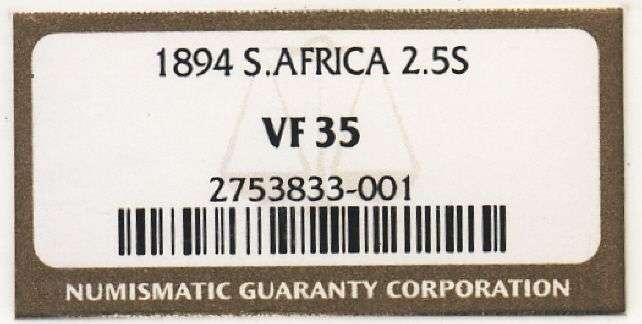 1894 S.AFRICA 2.5S
VF 35
2753833-001
NUMISMATIC GUARANTY CORPORATION